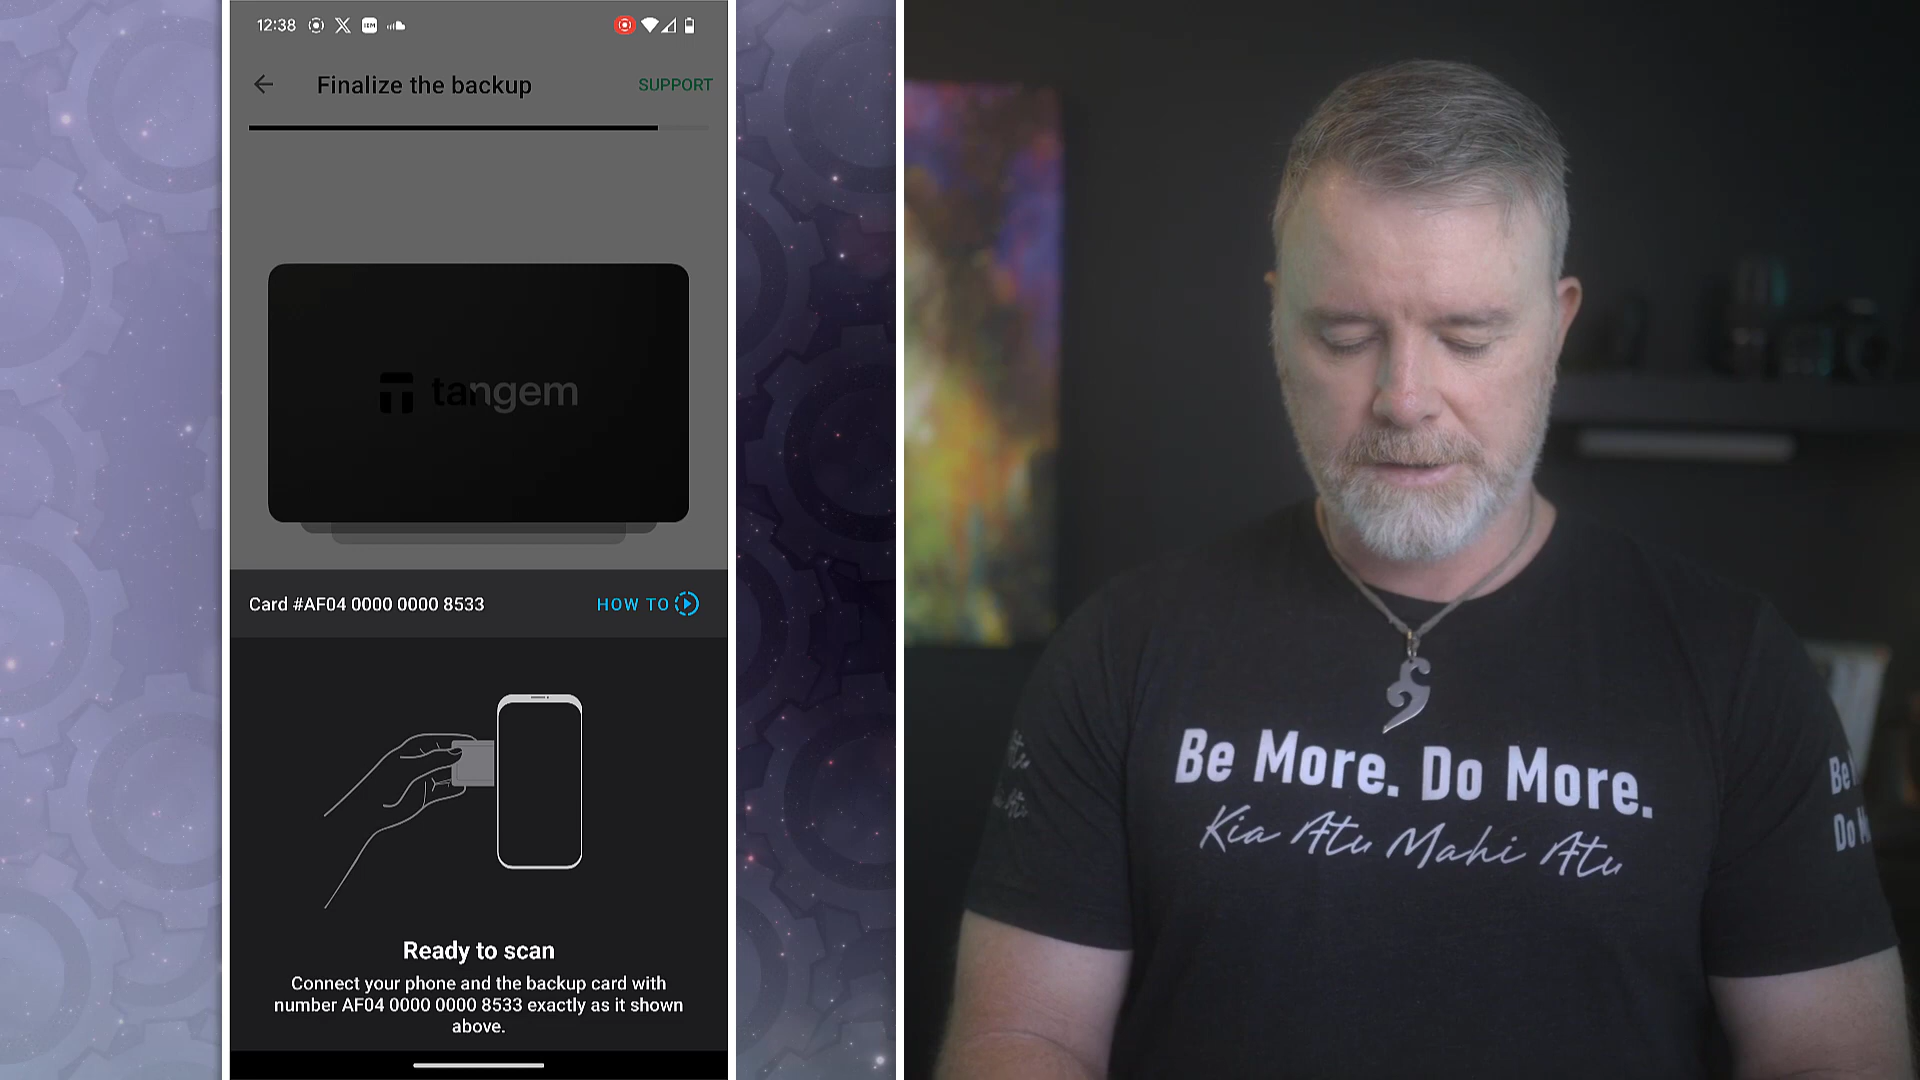 12:38
Finalize the backup
SUPPORT
tangem
Card #AF04 0000 0000 8533
HOW TO
Ready to scan
Connect your phone and the backup card with
number AF04 0000 0000 8533 exactly as it shown
above.
Be More. Do More.
Kia Atu Mahi Atu
Be
Do